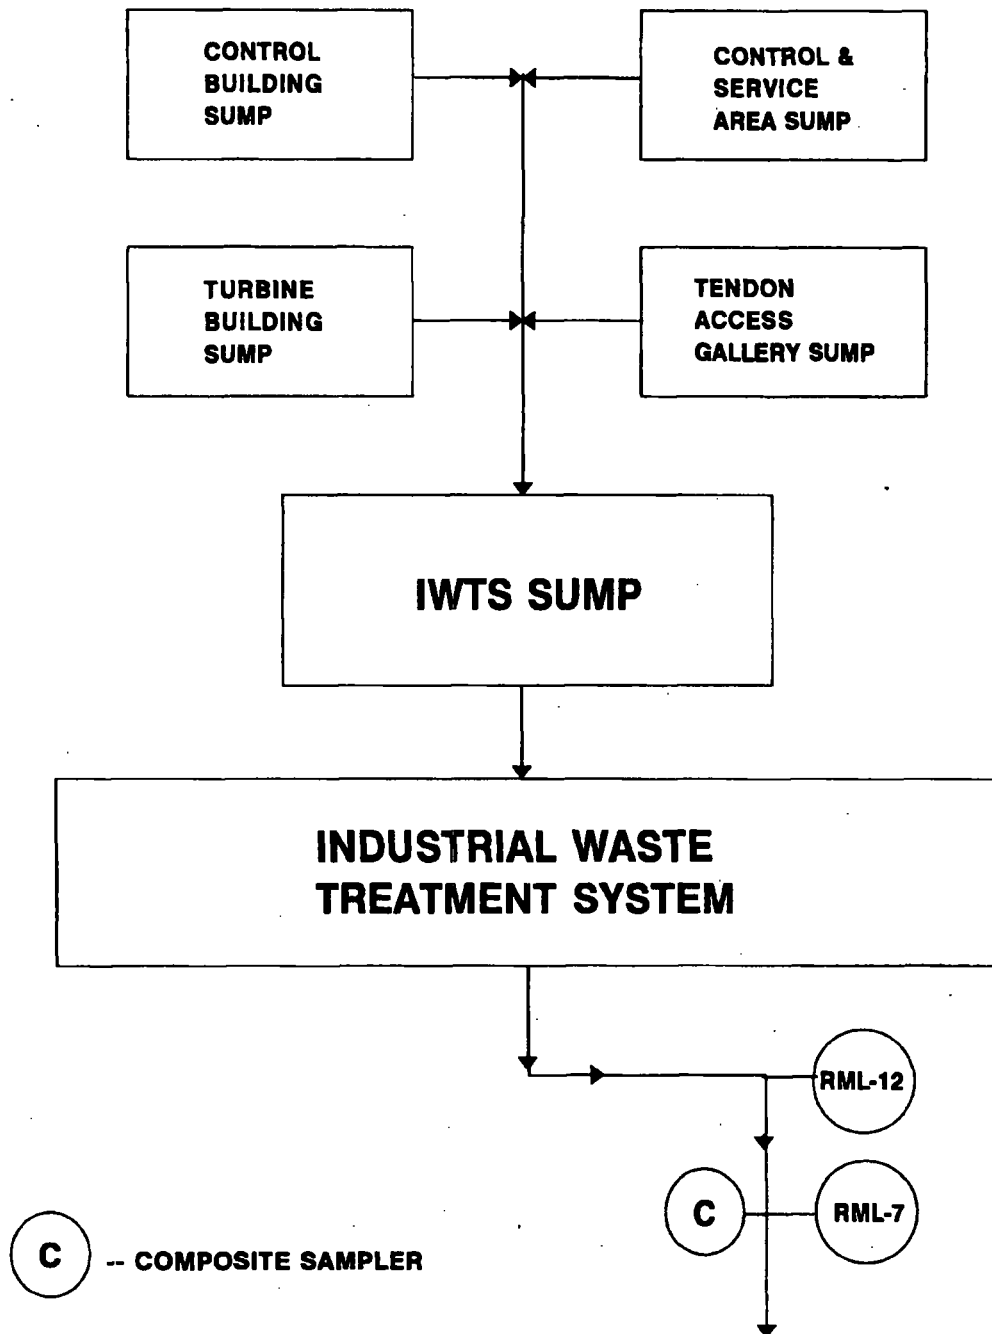 CONTROL
BUILDING
SUMP
CONTROL &
SERVICE
AREA SUMP
TURBINE
BUILDING
SUMP
TENDON
ACCESS
GALLERY SUMP
IWTS SUMP
INDUSTRIAL WASTE
TREATMENT SYSTEM
RML-12
C
RML-7
C -- COMPOSITE SAMPLER